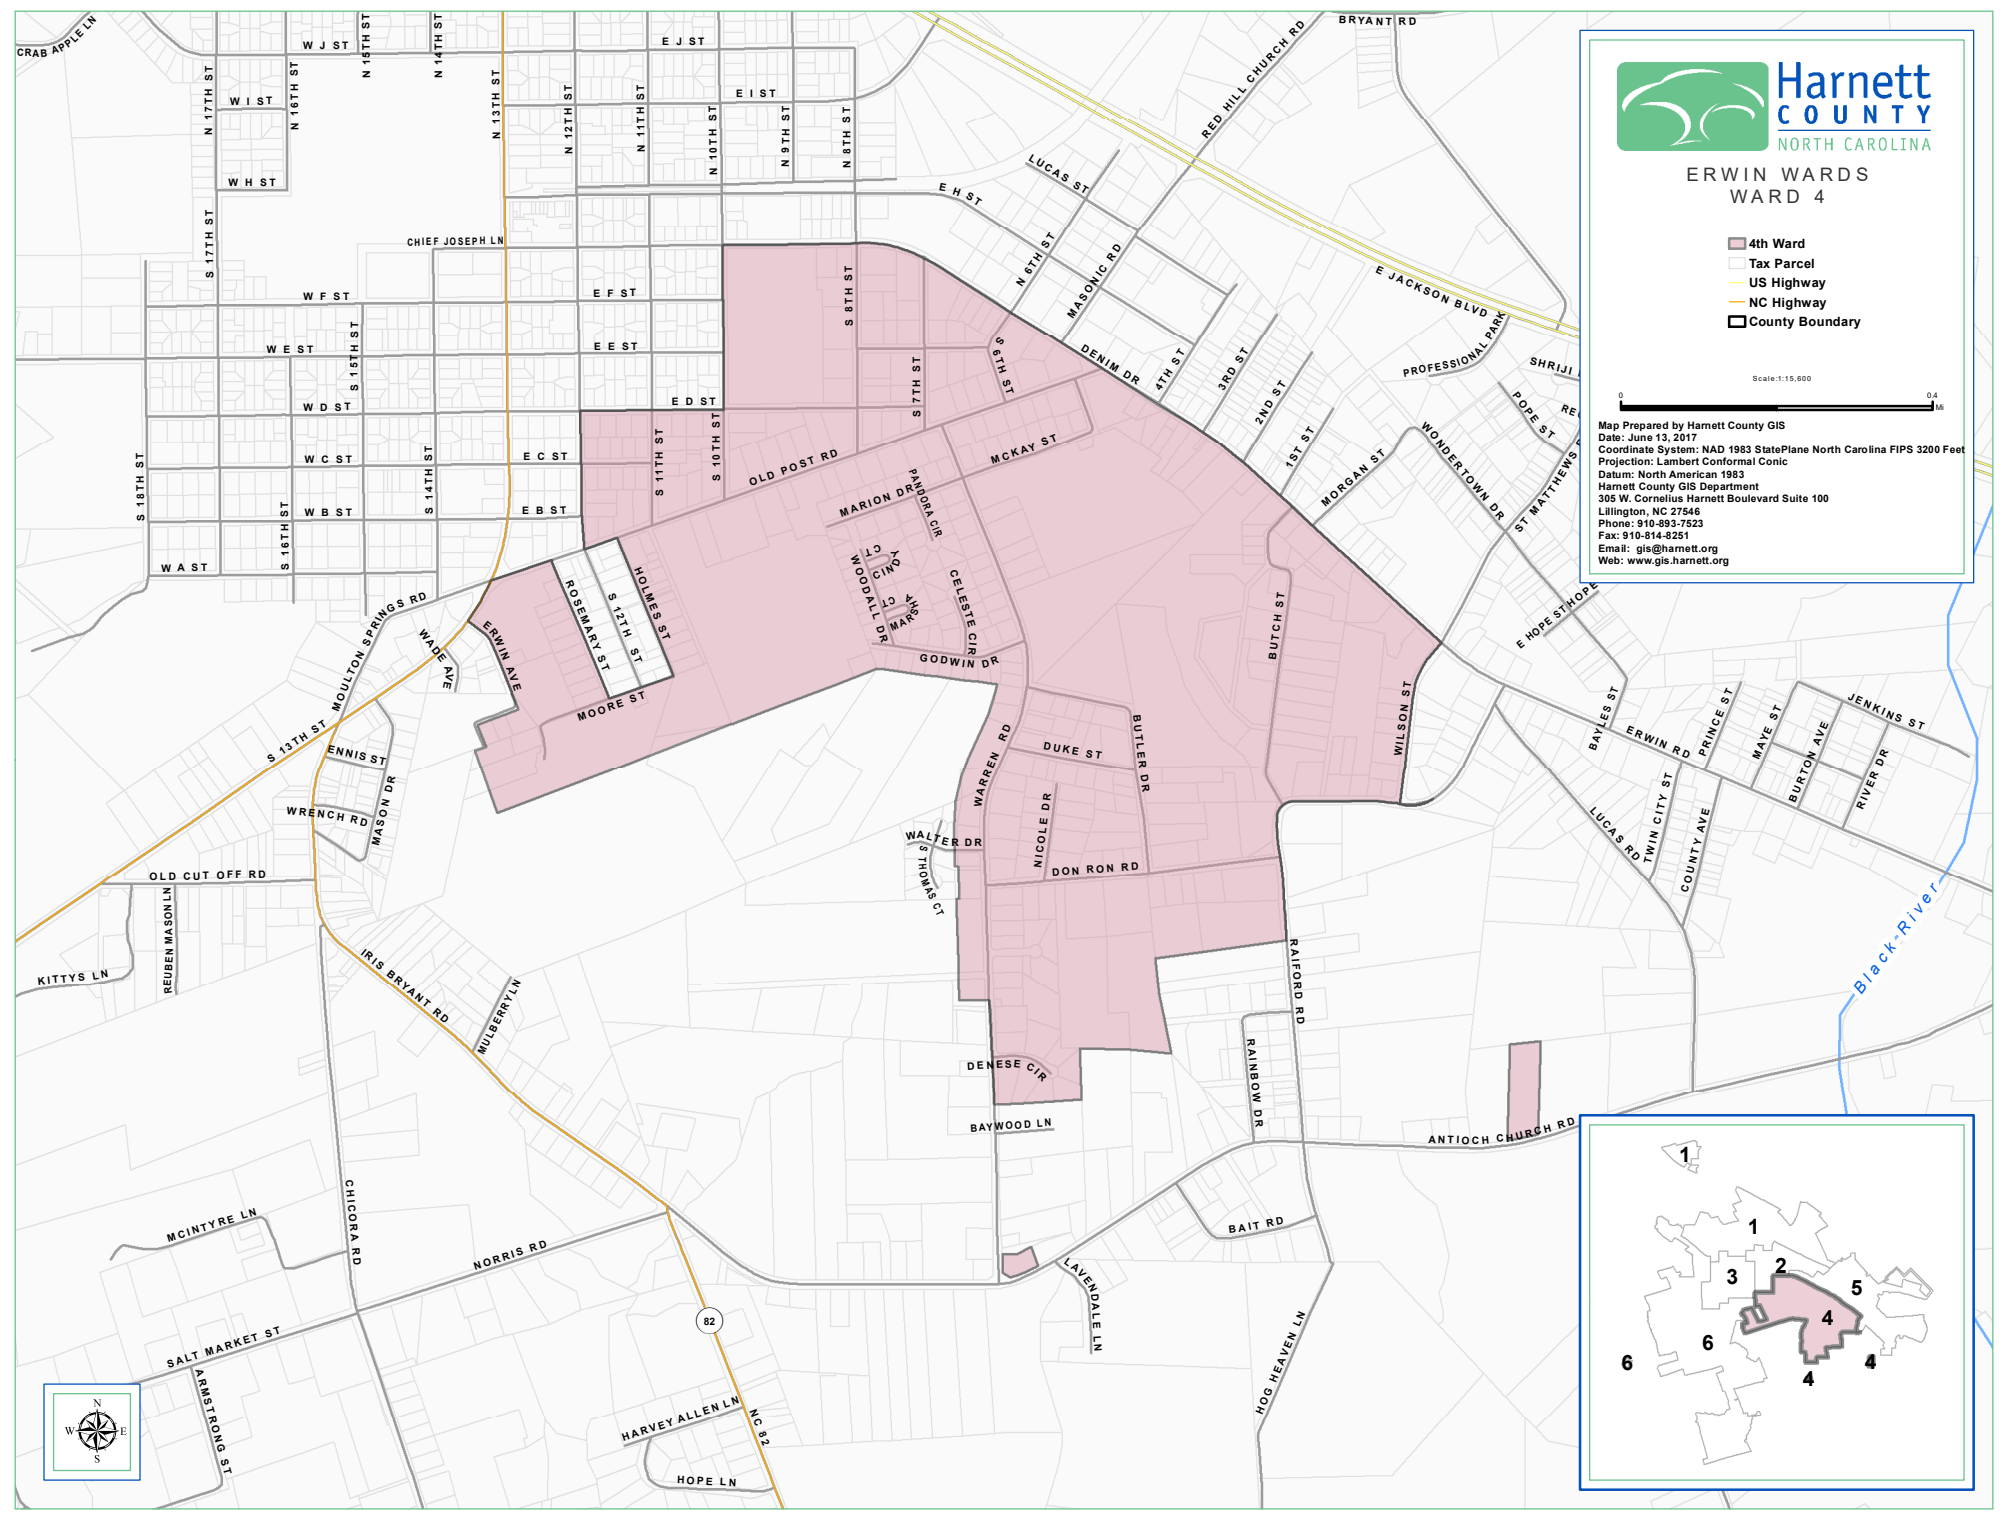 CRAB APPLE LN
W J ST
N 15TH ST
N 14TH ST
E J ST
BRYANT RD
N 17TH ST
W I ST
N 16TH ST
N 13TH ST
N 12TH ST
N 11TH ST
N 10TH ST
E I ST
N 9TH ST
N 8TH ST
RED HILL CHURCH RD
W H ST
LUCAS ST
E H ST
S 17TH ST
CHIEF JOSEPH LN
N 6TH ST
MASONIC RD
E JACKSON BLVD
W F ST
E F ST
S 8TH ST
S 15TH ST
W E ST
E E ST
S 6TH ST
S 7TH ST
DENIM DR
4TH ST
3RD ST
2ND ST
1ST ST
PROFESSIONAL PARK
SHRIJI
POPE ST
W D ST
E D ST
S 18TH ST
W C ST
S 14TH ST
E C ST
S 11TH ST
S 10TH ST
OLD POST RD
MCKAY ST
MORGAN ST
WONDERTOWN DR
ST MATTHEWS
S 16TH ST
W B ST
E B ST
MARION DR
PANDORA CIR
W A ST
MOULTON SPRINGS RD
WADE AVE
ERWIN AVE
ROSEMARY ST
S 12TH ST
HOLMES ST
MOORE ST
WOODALL DR
CINDY CT
MARSHA CT
CELESTE CIR
GODWIN DR
BUTCH ST
WILSON ST
E HOPE ST
HOPE
S 13TH ST
ENNIS ST
WRENCH RD
MASON DR
WARREN RD
DUKE ST
BUTLER DR
NICOLE DR
DON RON RD
WALTER DR
S THOMAS CT
BAYLES ST
ERWIN RD
PRINCE ST
MAYE ST
BURTON AVE
JENKINS ST
RIVER DR
TWIN CITY ST
COUNTY AVE
LUCAS RD
Black River
OLD CUT OFF RD
REUBEN MASON LN
KITTYS LN
IRIS BRYANT RD
MULBERRY LN
RAIFORD RD
RAINBOW DR
DENESE CIR
BAYWOOD LN
ANTIOCH CHURCH RD
BAIT RD
LAVENDALE LN
HOG HEAVEN LN
MCINTYRE LN
CHICORA RD
NORRIS RD
SALT MARKET ST
ARMSTRONG ST
82
NC 82
HARVEY ALLEN LN
HOPE LN
N
W E
S
Harnett
COUNTY
NORTH CAROLINA
ERWIN WARDS
WARD 4
4th Ward
Tax Parcel
US Highway
NC Highway
County Boundary
Scale:1:15,600
0 0.4
Mi
Map Prepared by Harnett County GIS
Date: June 13, 2017
Coordinate System: NAD 1983 StatePlane North Carolina FIPS 3200 Feet
Projection: Lambert Conformal Conic
Datum: North American 1983
Harnett County GIS Department
305 W. Cornelius Harnett Boulevard Suite 100
Lillington, NC 27546
Phone: 910-893-7523
Fax: 910-814-8251
Email: gis@harnett.org
Web: www.gis.harnett.org
1
1
2
3
5
4
6
6
4
4